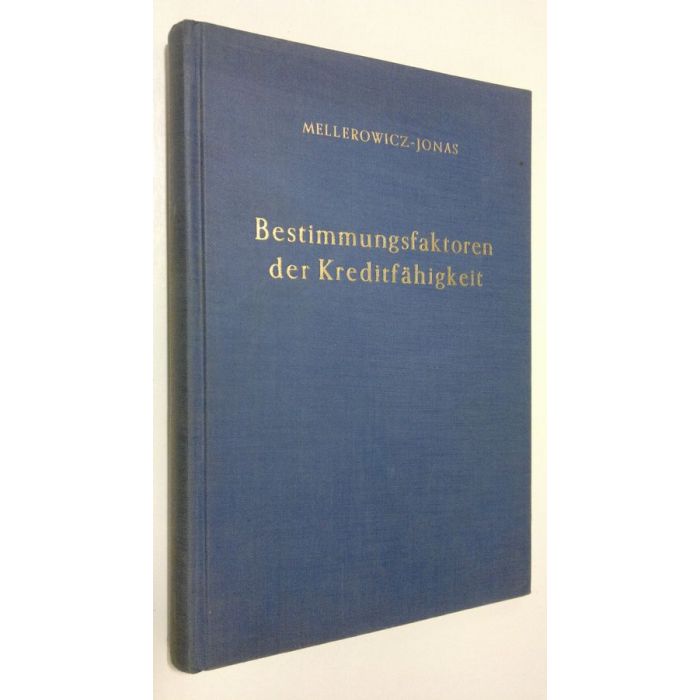 MELLEROWICZ-JONAS
Bestimmungsfaktoren
der Kreditfähigkeit